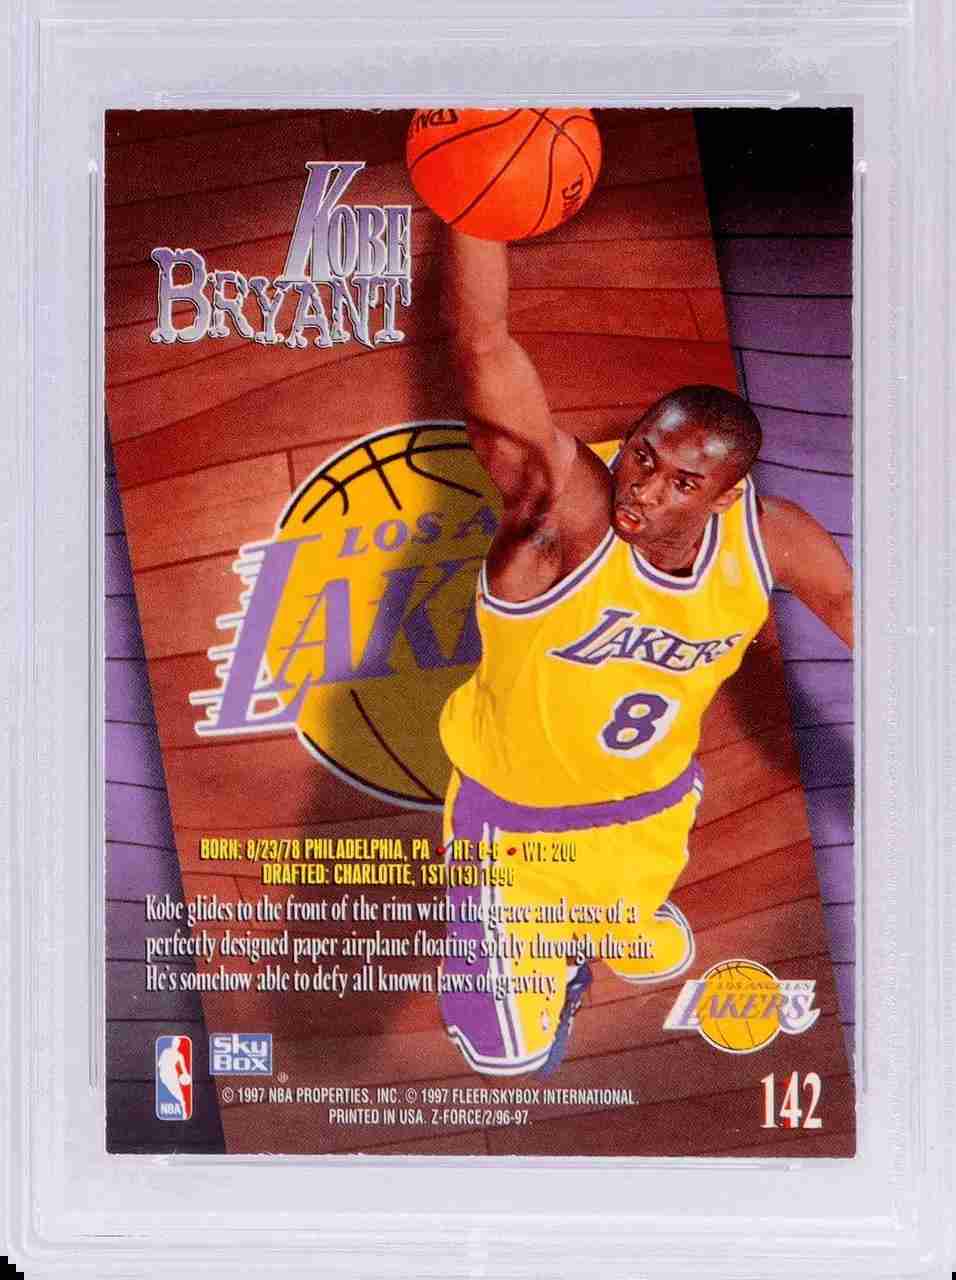 KOBE
BRYANT
LOS A
LAKE
LAKERS
8
BORN: 8/23/78 PHILADELPHIA, PA • HT: 6-6 • WT: 200
DRAFTED: CHARLOTTE, 1ST (13) 1996
Kobe glides to the front of the rim with the grace and ease of a
perfectly designed paper airplane floating softly through the air.
He's somehow able to defy all known laws of gravity.
LOS ANGELES
LAKERS
NBA
SkyBox®
© 1997 NBA PROPERTIES, INC. © 1997 FLEER/SKYBOX INTERNATIONAL.
PRINTED IN USA. Z-FORCE/2/96-97.
142